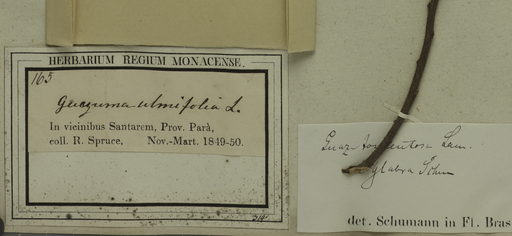 HERBARIUM REGIUM MONACENSE.
165
Guazuma ulmifolia L.
In vicinibus Santarem, Prov. Parà,
coll. R. Spruce, Nov.-Mart. 1849-50.
Guaz. tomentosa Lam.
glabra Schum
det. Schumann in Fl. Bras